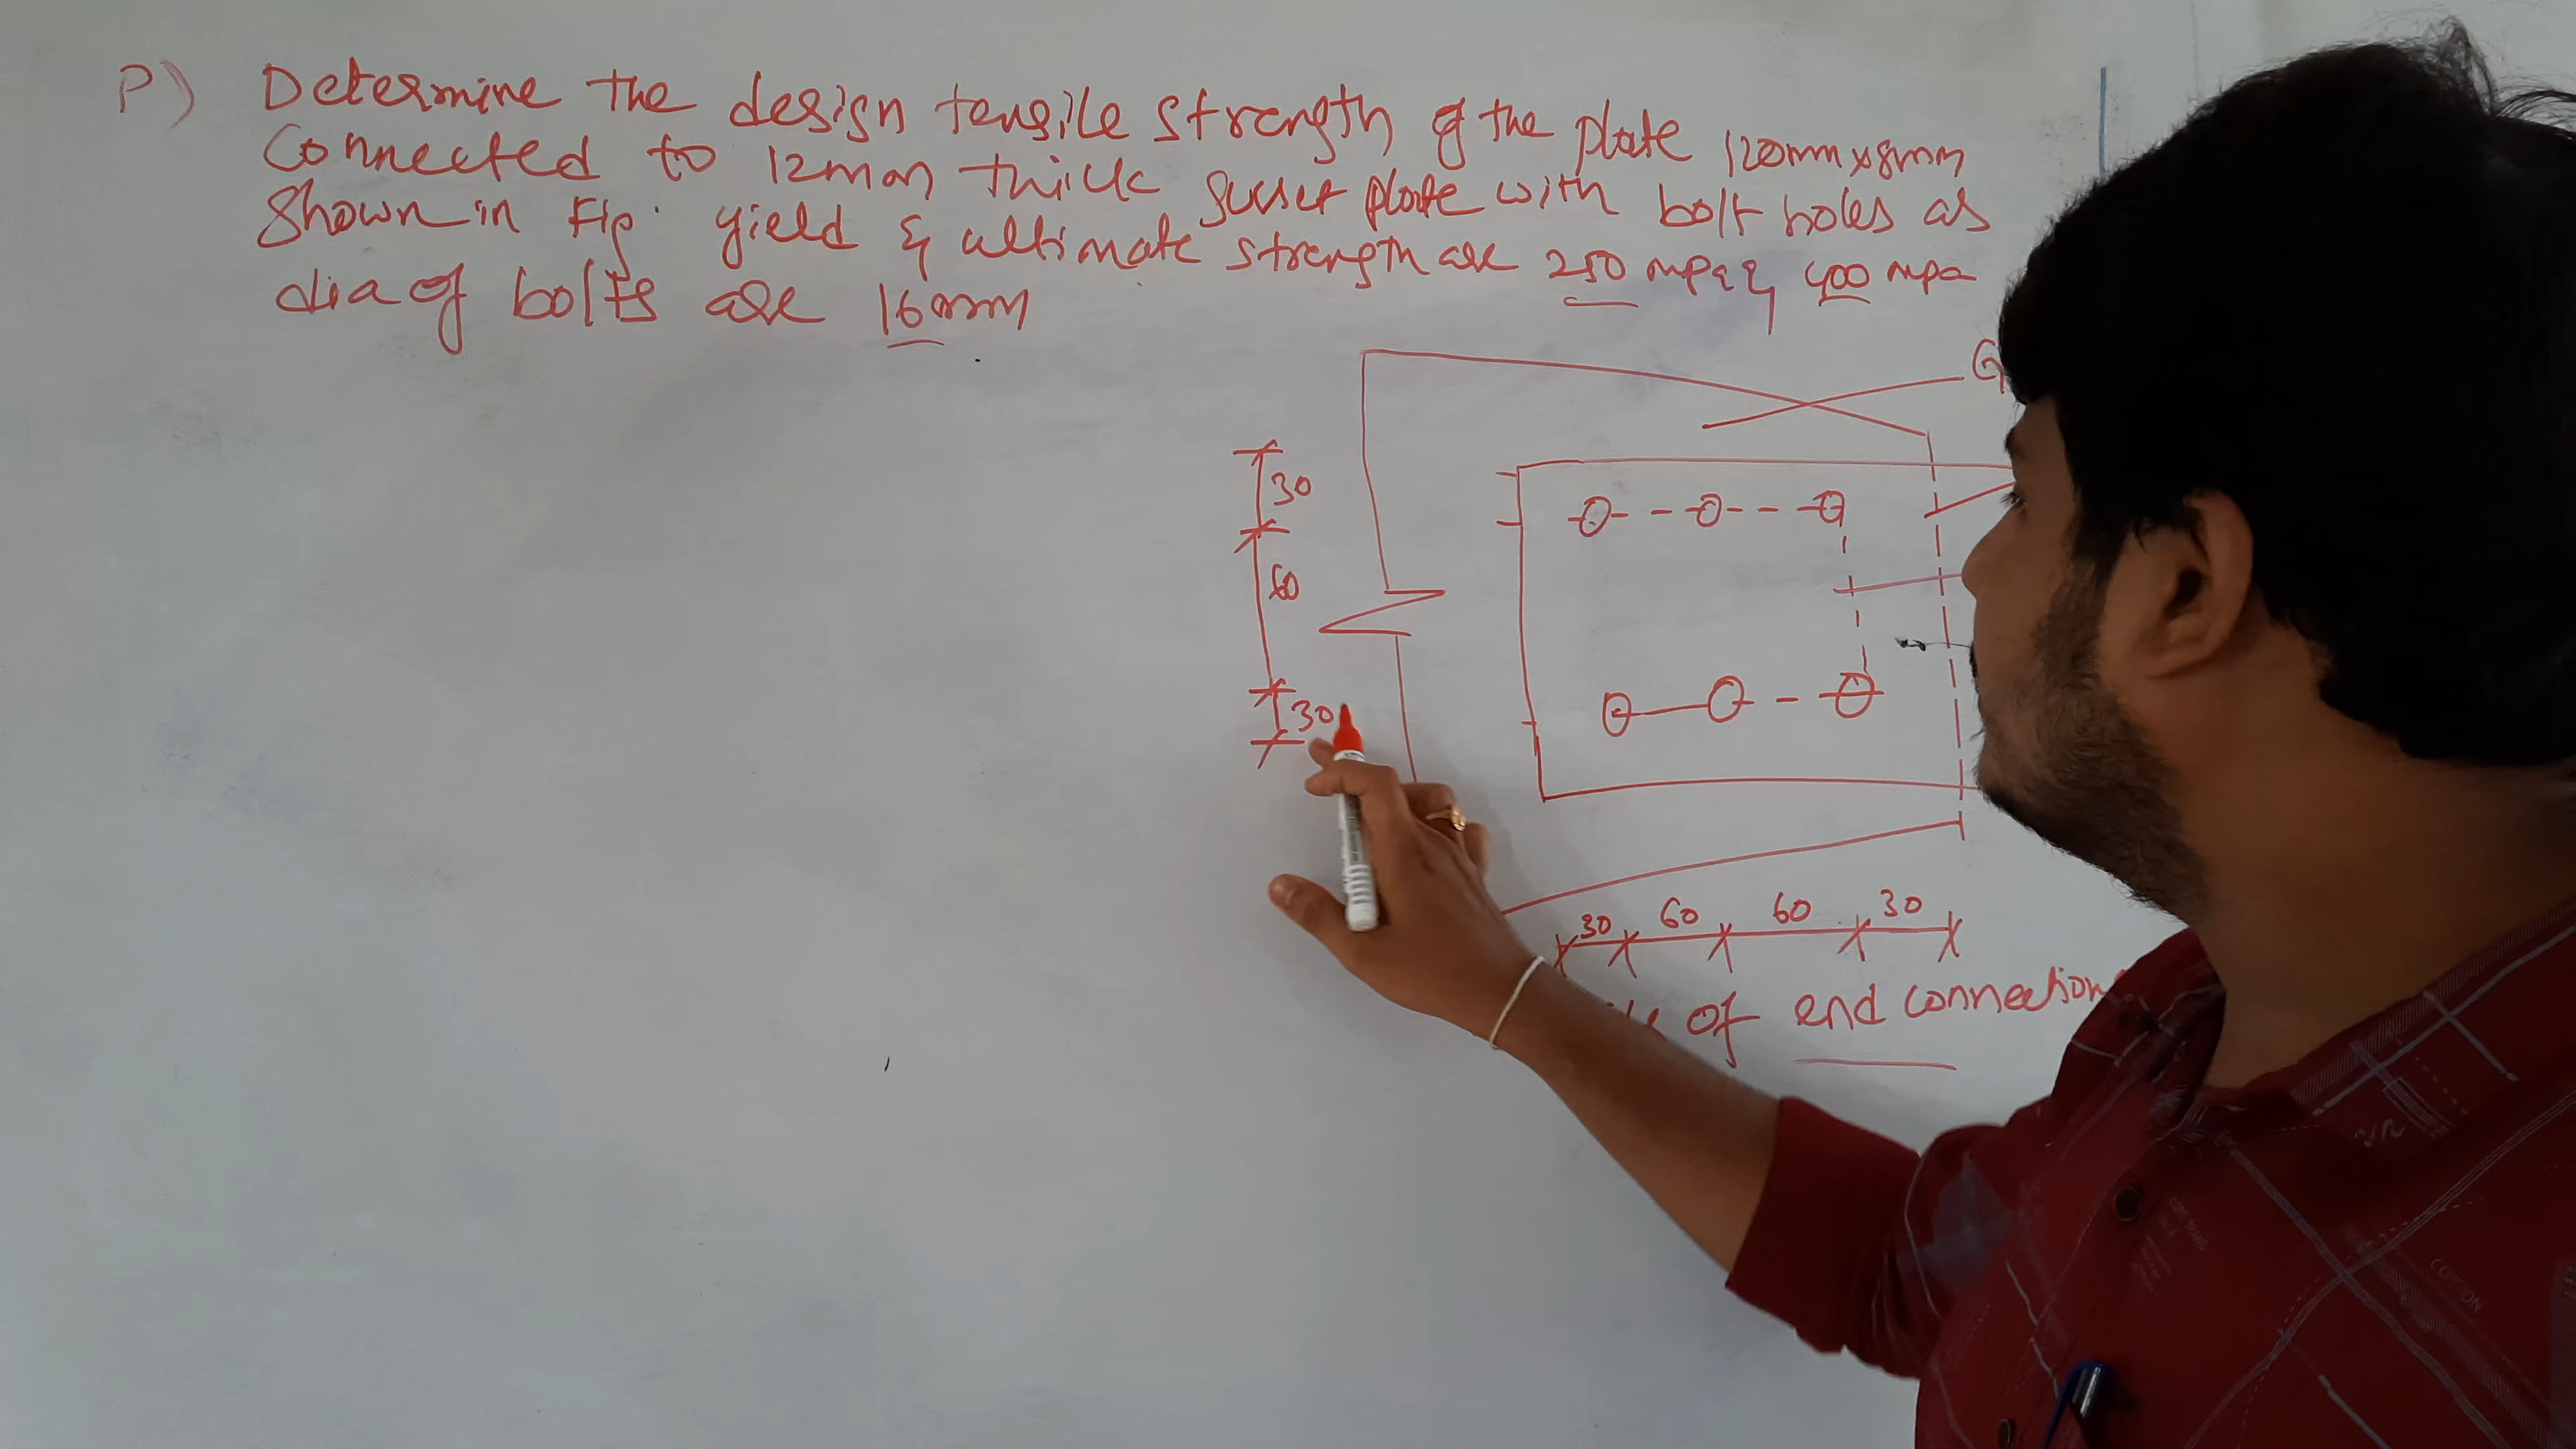 P) Determine the design tensile strength of the plate 120mm x 8mm
Connected to 12mm thick gusset plate with bolt holes as
Shown in Fig. yield & ultimate strength are 250 mpa & 400 mpa
dia of bolts are 16mm
G
30
60
30
30 60 60 30
of end connection